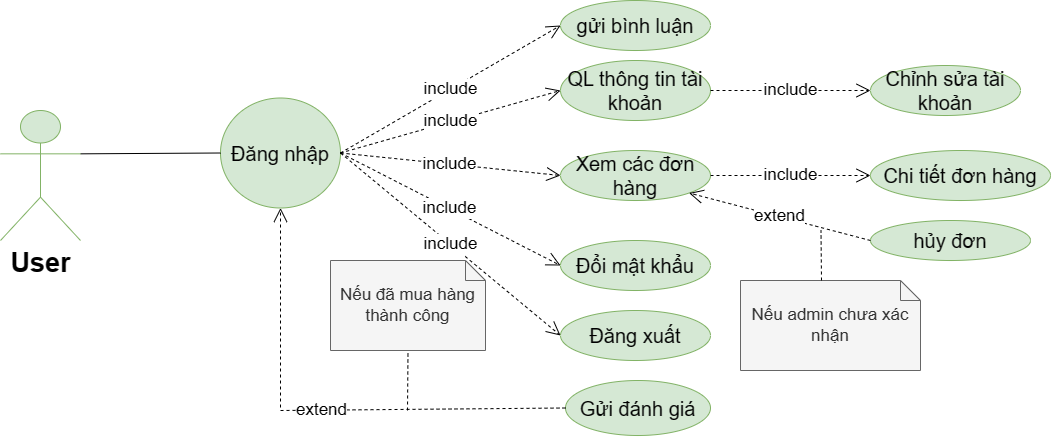 gửi bình luận
include
QL thông tin tài
khoản
include
Chỉnh sửa tài
khoản
include
Đăng nhập
include
Xem các đơn
hàng
include
Chi tiết đơn hàng
include
extend
hủy đơn
include
User
Đổi mật khẩu
Nếu đã mua hàng
thành công
Nếu admin chưa xác
nhận
Đăng xuất
extend
Gửi đánh giá